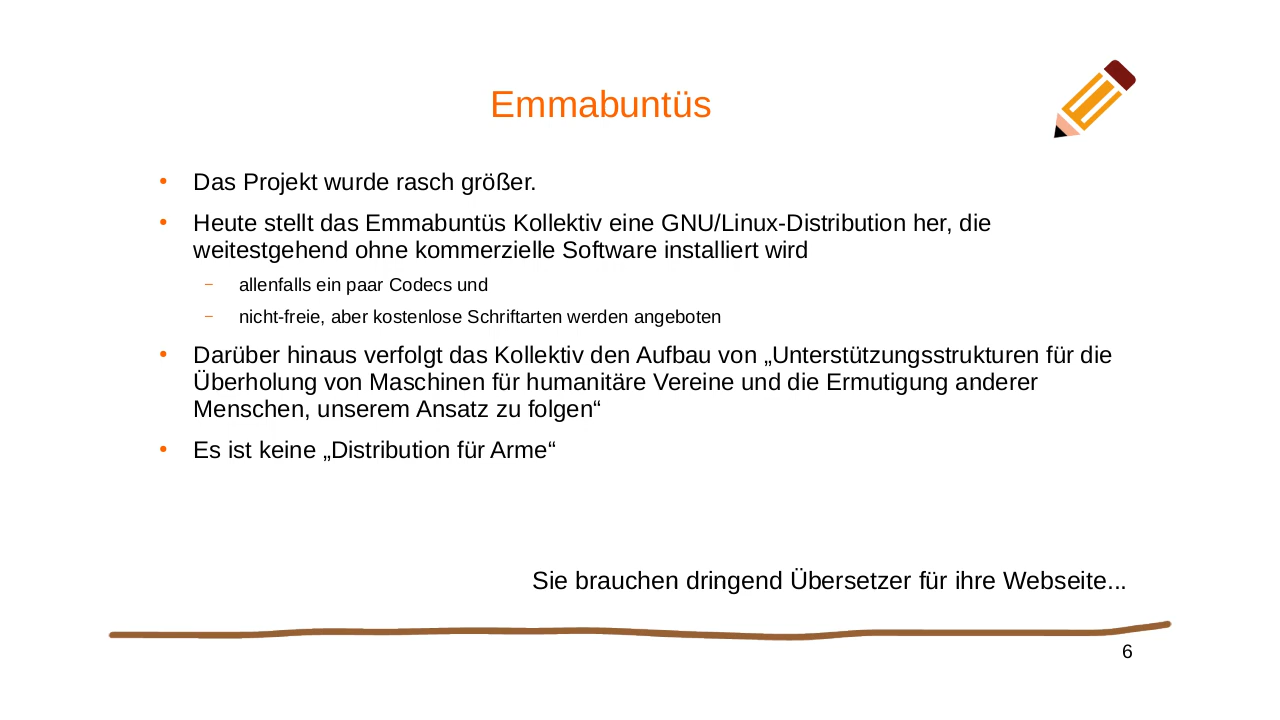 Emmabuntüs
• Das Projekt wurde rasch größer.
• Heute stellt das Emmabuntüs Kollektiv eine GNU/Linux-Distribution her, die
weitestgehend ohne kommerzielle Software installiert wird
– allenfalls ein paar Codecs und
– nicht-freie, aber kostenlose Schriftarten werden angeboten
• Darüber hinaus verfolgt das Kollektiv den Aufbau von „Unterstützungsstrukturen für die
Überholung von Maschinen für humanitäre Vereine und die Ermutigung anderer
Menschen, unserem Ansatz zu folgen“
• Es ist keine „Distribution für Arme“
Sie brauchen dringend Übersetzer für ihre Webseite...
6